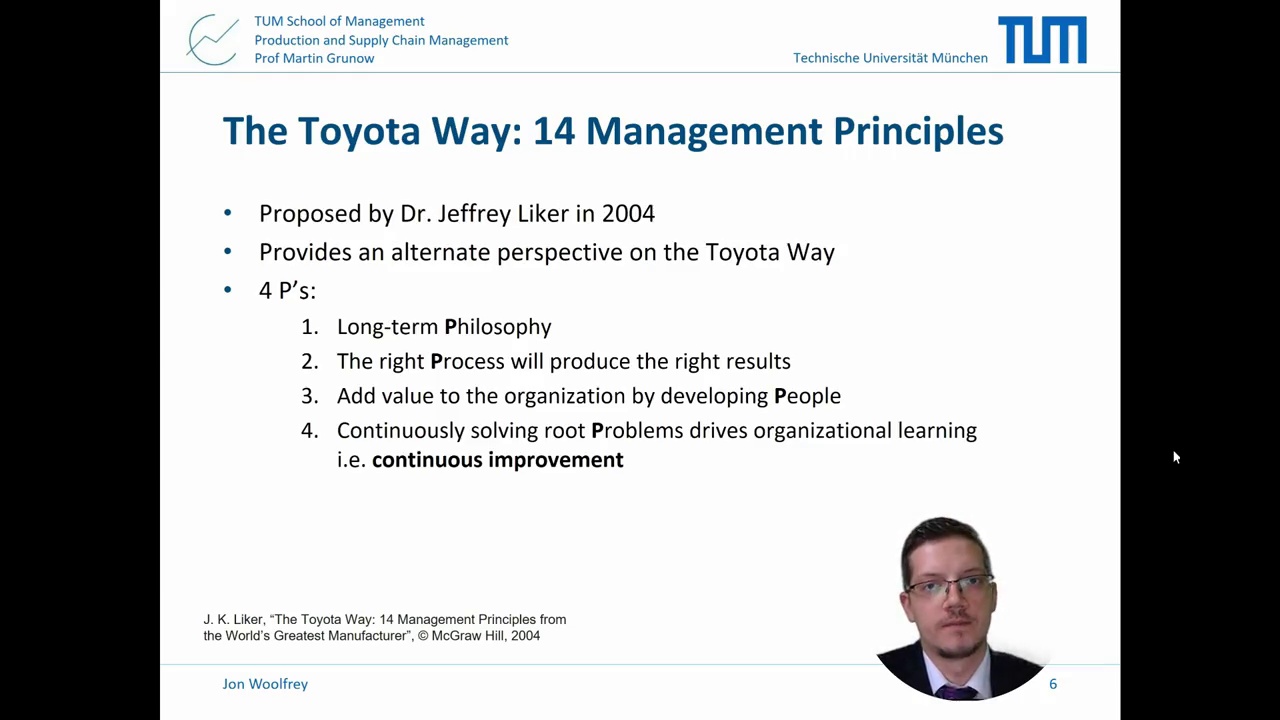 TUM School of Management
Production and Supply Chain Management
Prof Martin Grunow
Technische Universität München
TUM
The Toyota Way: 14 Management Principles
• Proposed by Dr. Jeffrey Liker in 2004
• Provides an alternate perspective on the Toyota Way
• 4 P’s:
1. Long-term Philosophy
2. The right Process will produce the right results
3. Add value to the organization by developing People
4. Continuously solving root Problems drives organizational learning
i.e. continuous improvement
J. K. Liker, “The Toyota Way: 14 Management Principles from
the World’s Greatest Manufacturer”, © McGraw Hill, 2004
Jon Woolfrey
6